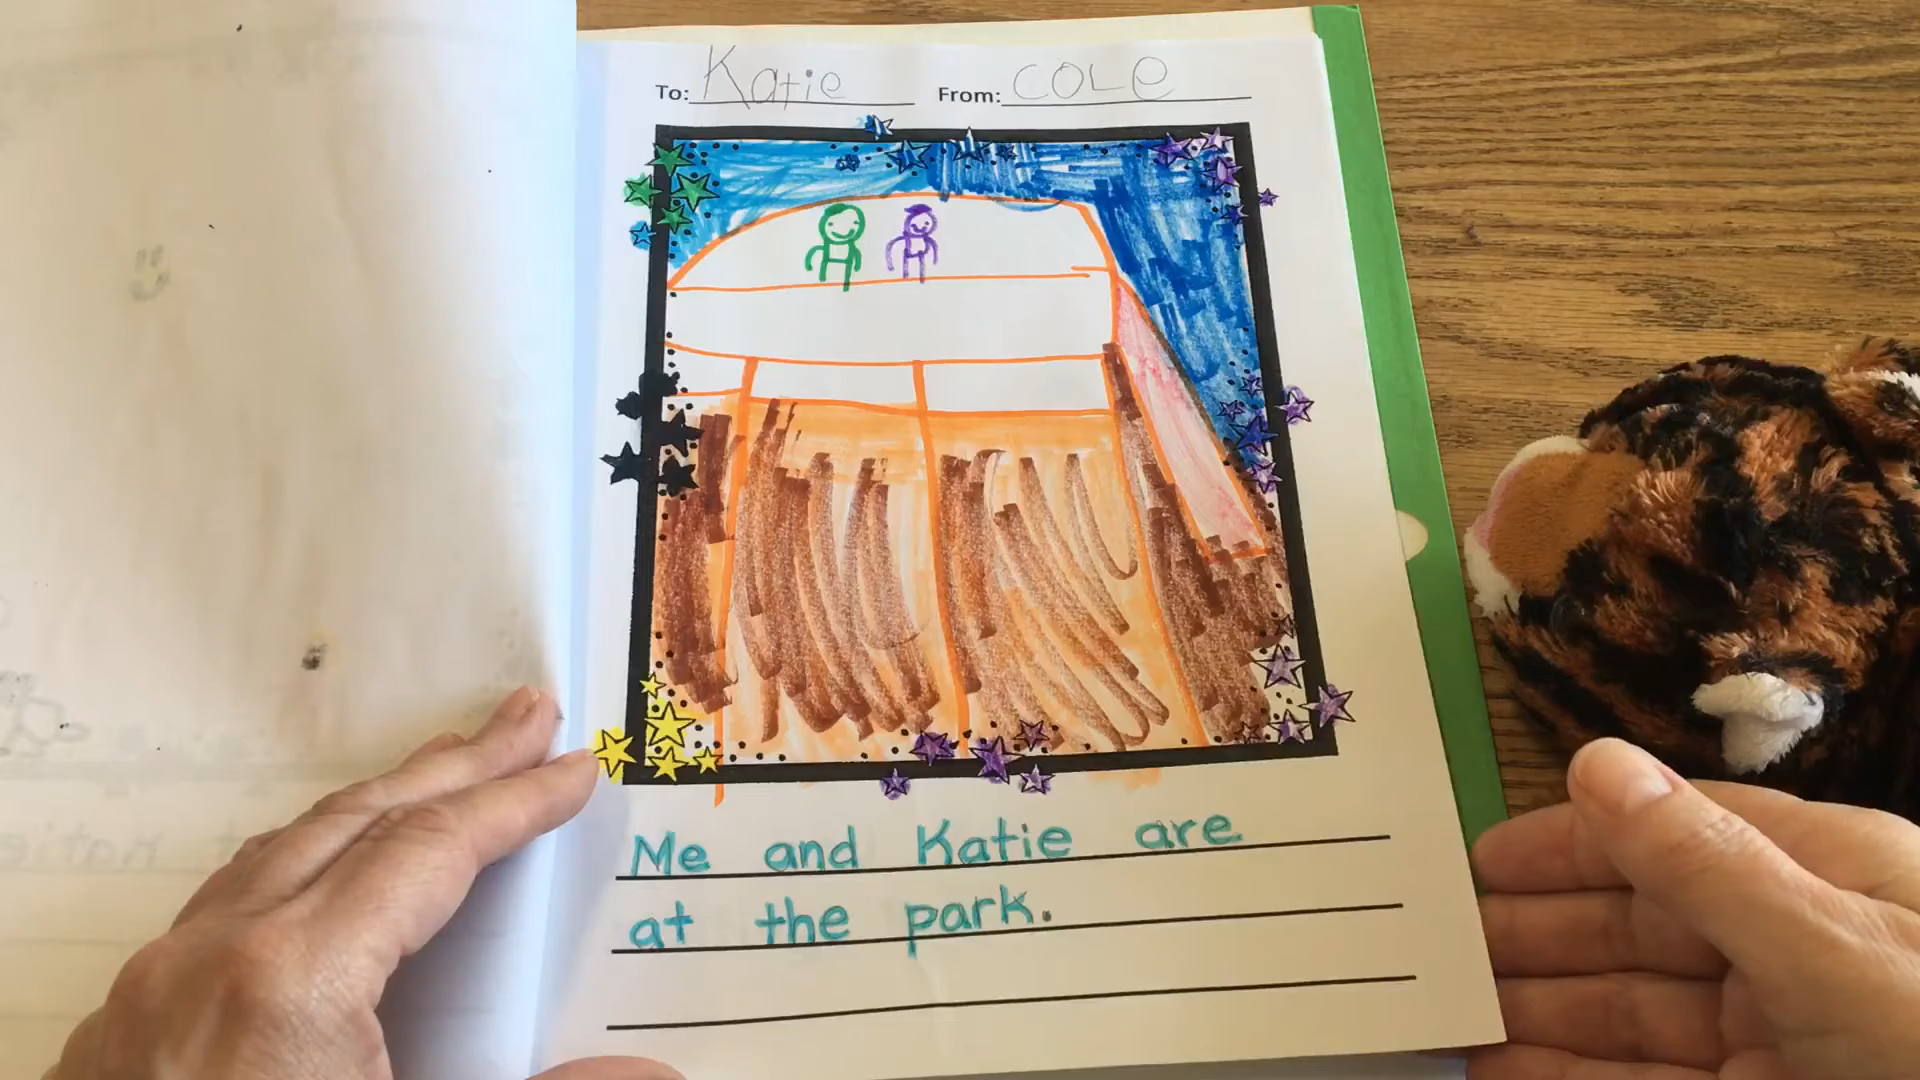 To: Katie From: COLE
Me and Katie are
at the park.